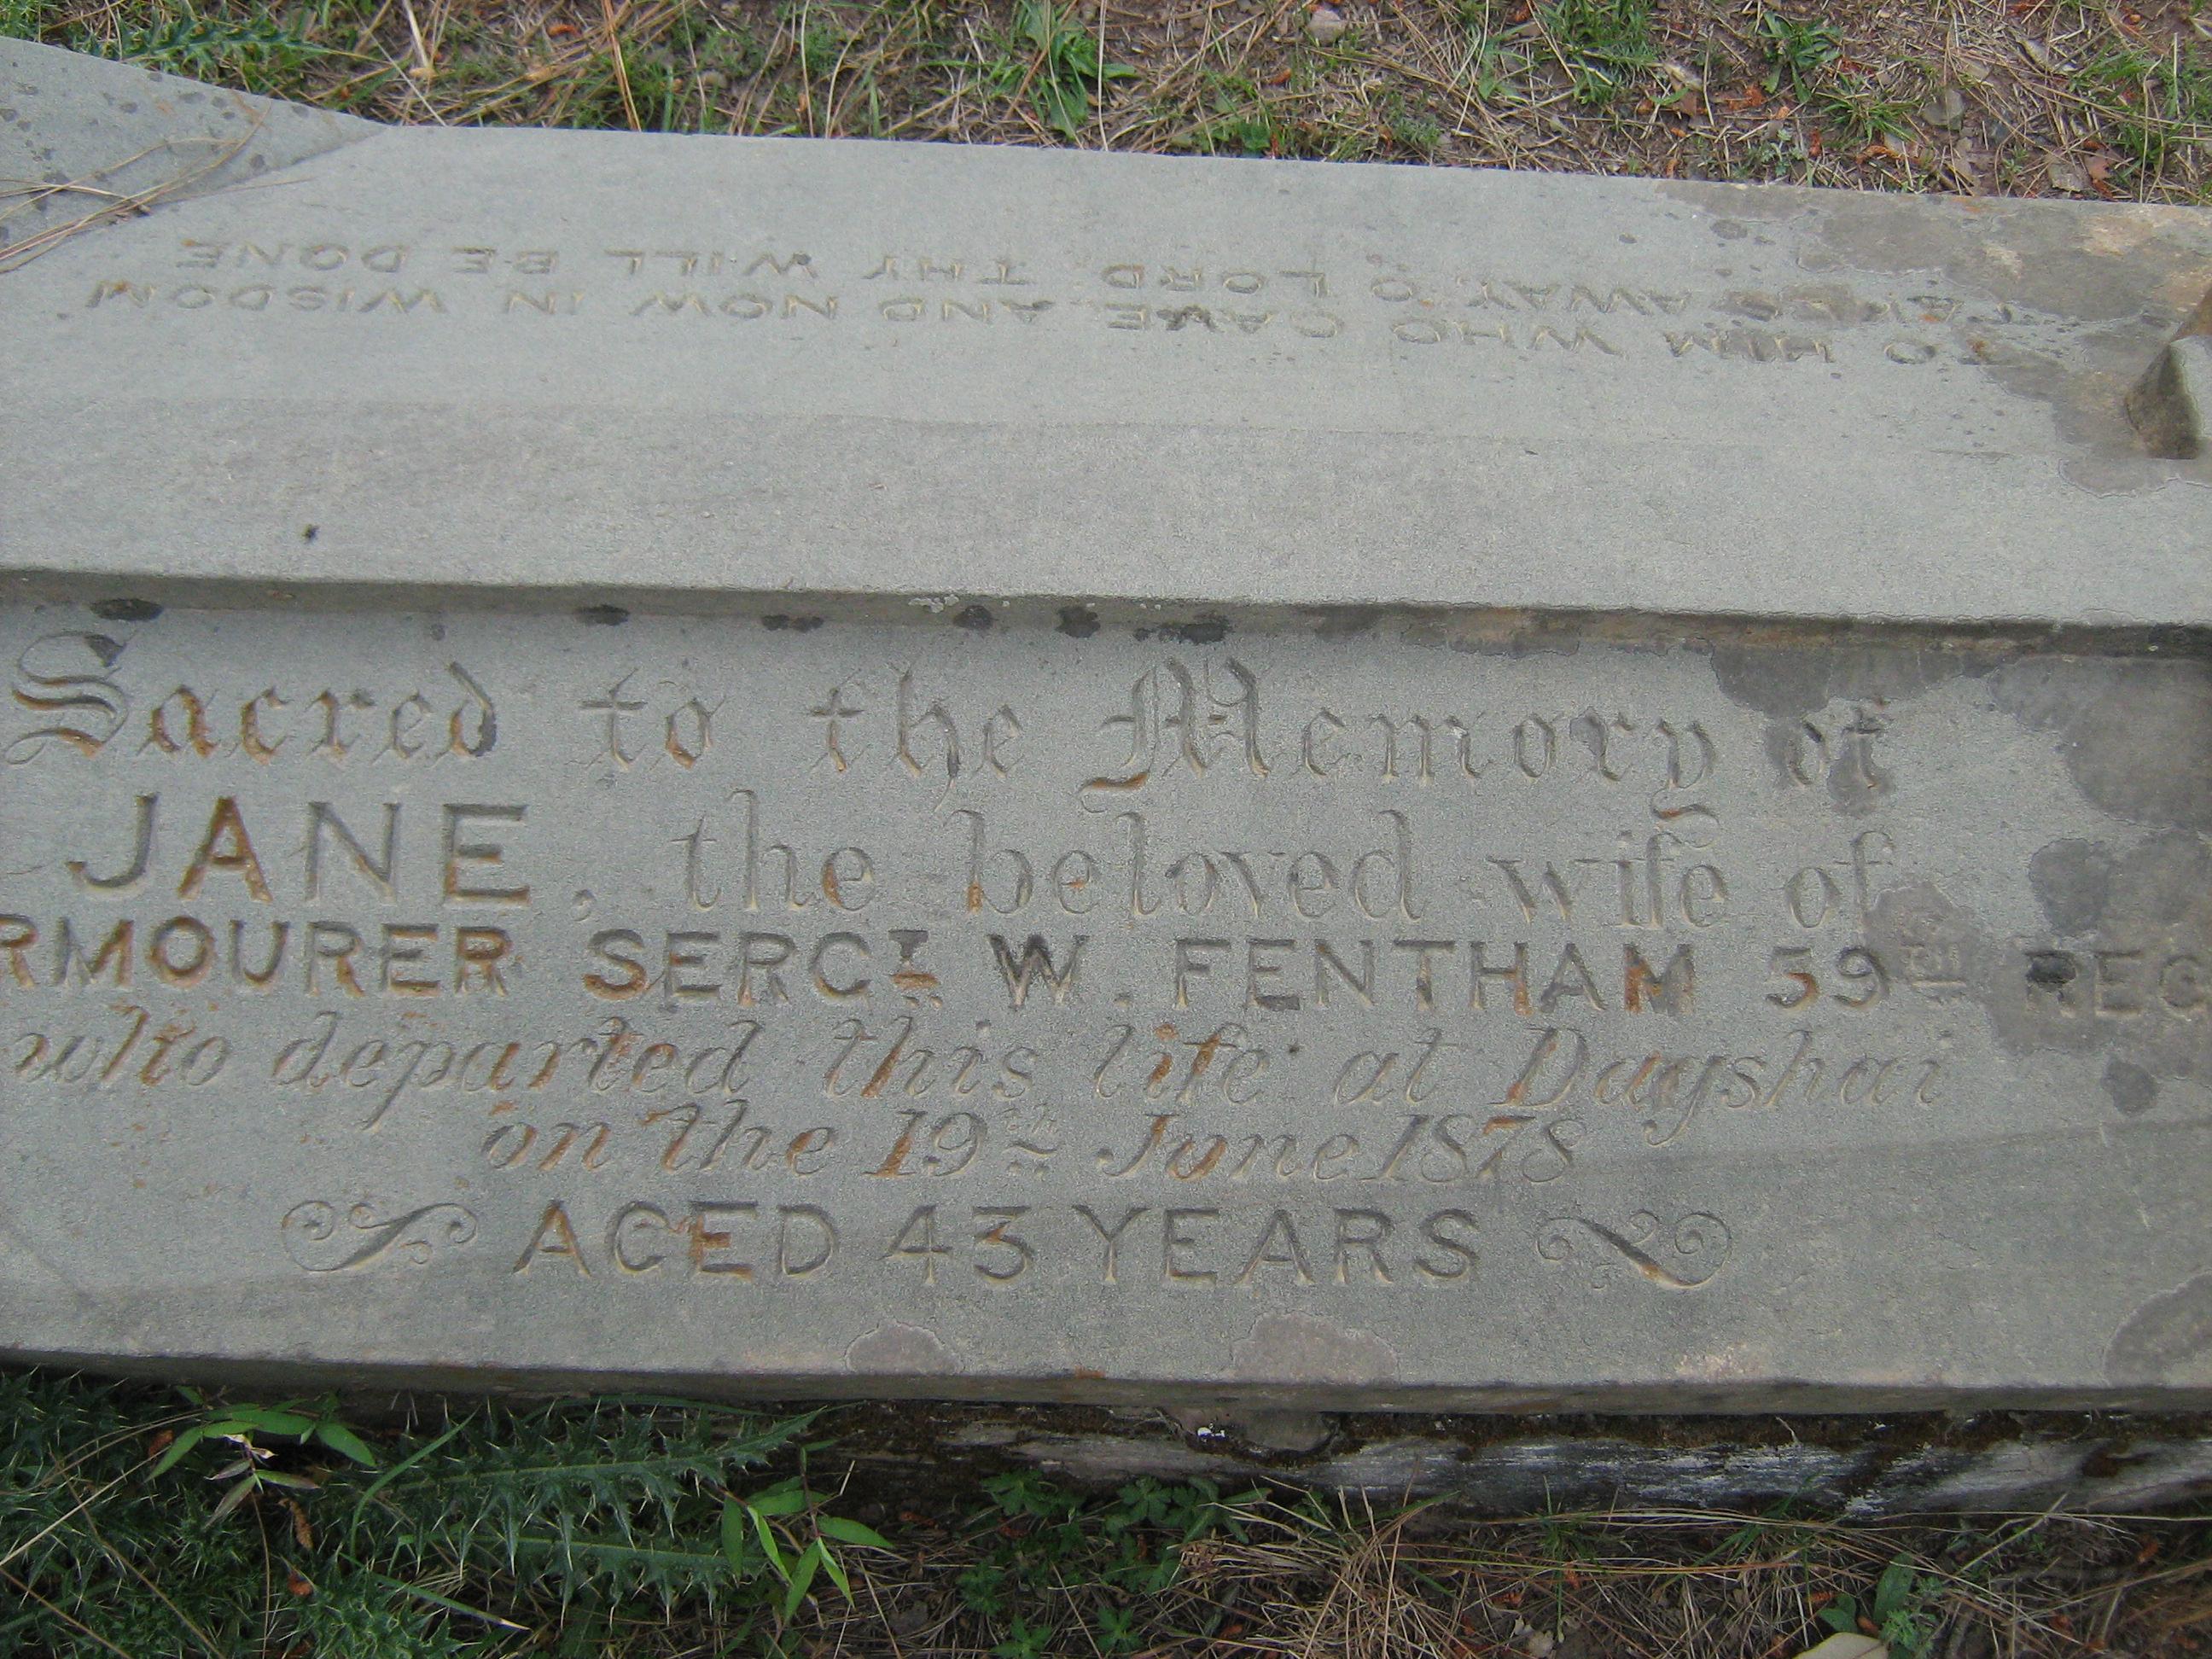 Sacred to the Memory of
JANE, the beloved wife of
RMOURER SERGT W. FENTHAM 59TH REG
who departed this life at Dagshai
on the 19th June 1878
AGED 43 YEARS
TO HIM WHO GAVE AND NOW IN WISDOM
TAKES AWAY O LORD THY WILL BE DONE